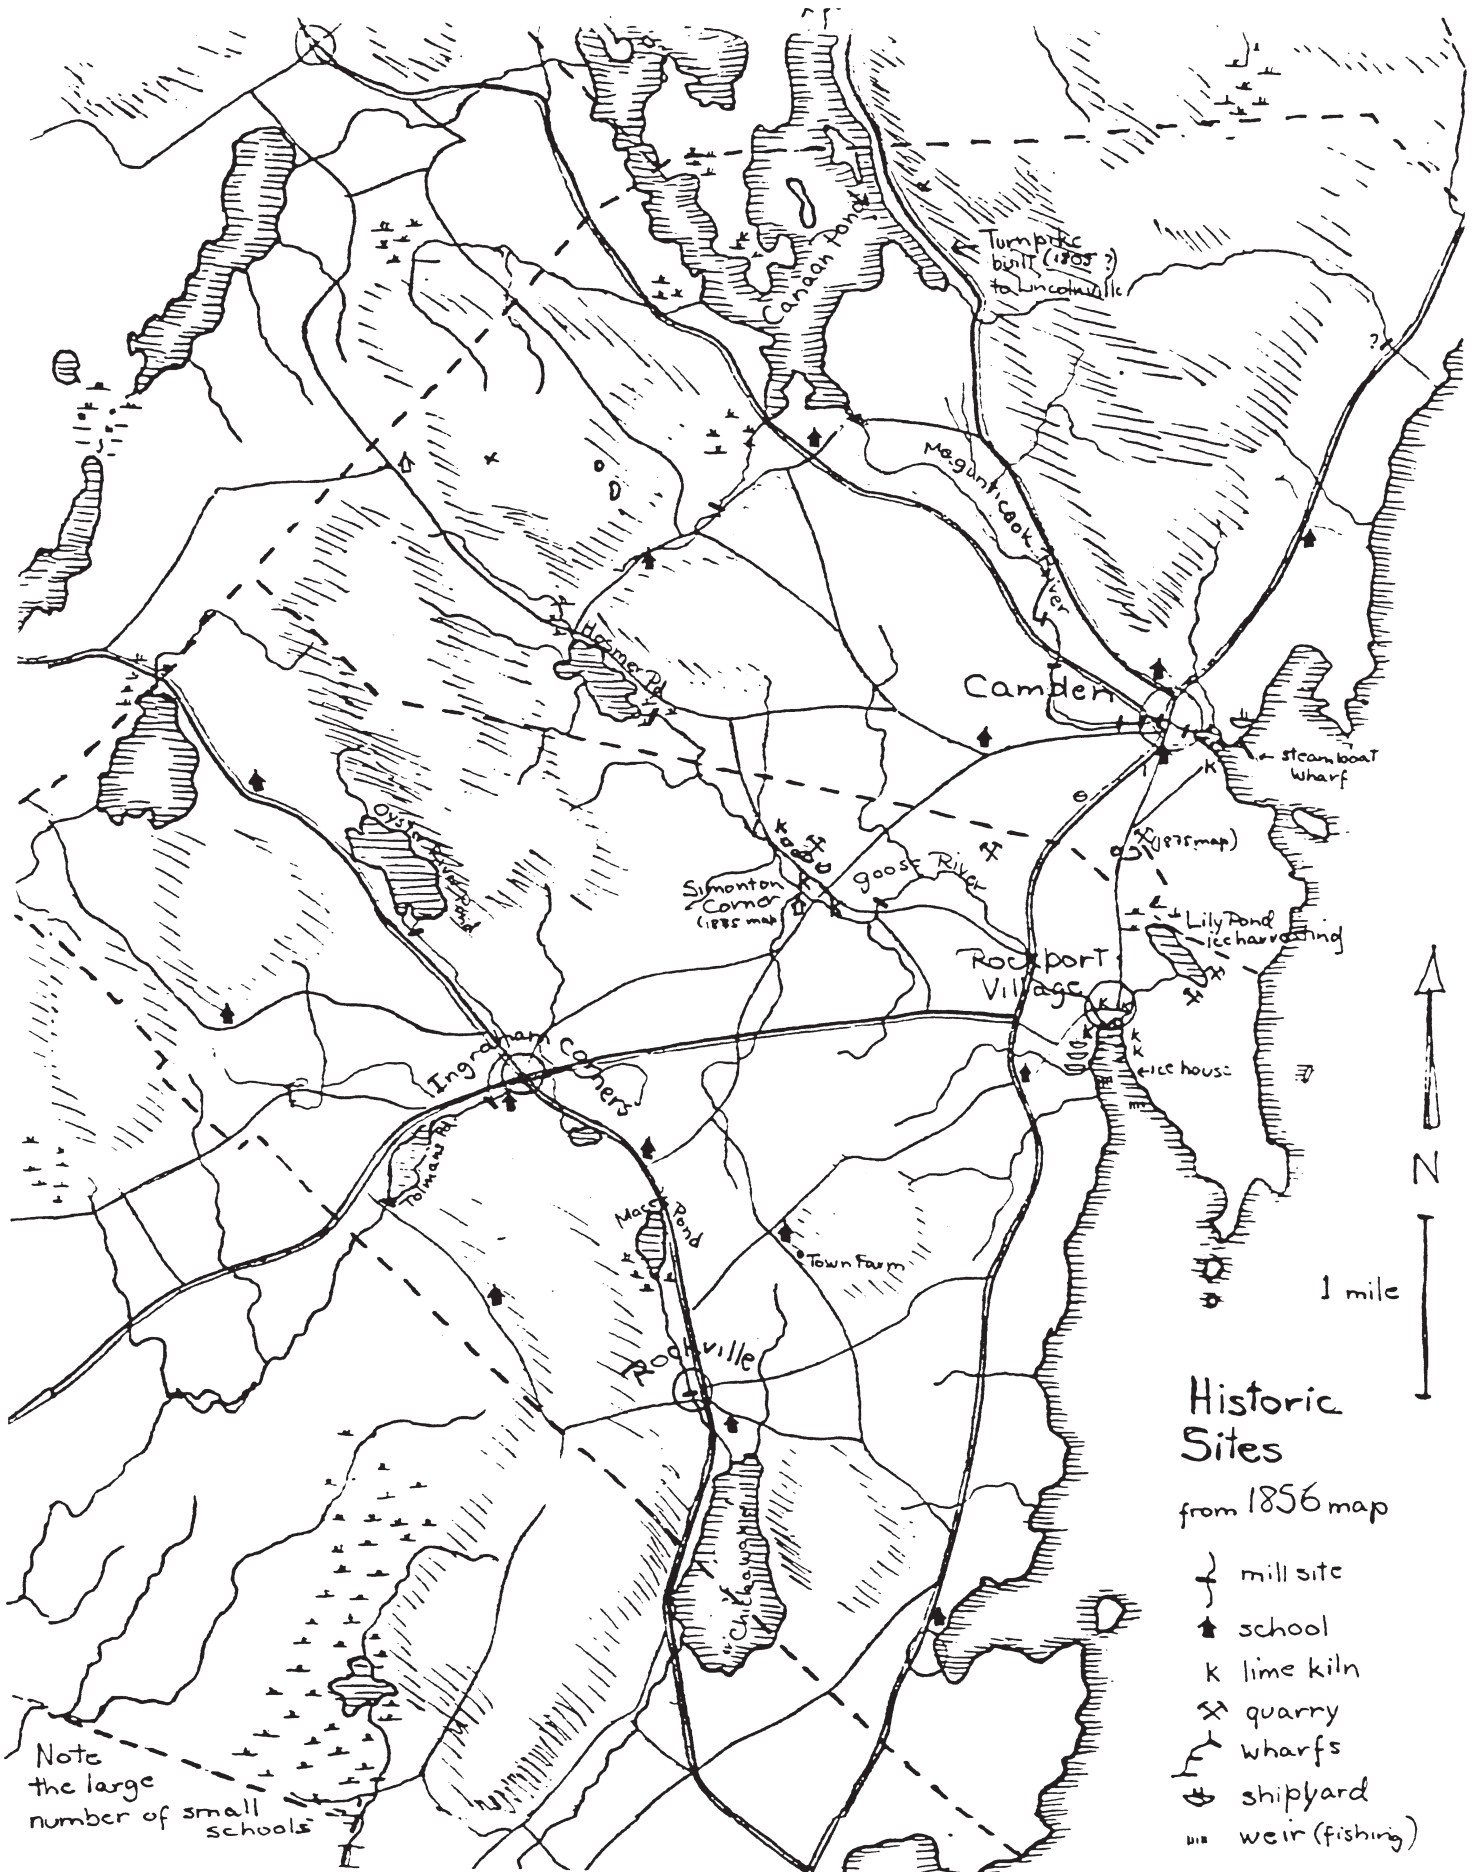 Turnpike
built (1805 ?)
to Lincolnville
Canaan Pond
?
Megunticook River
Hosmer Pd
Camden
steamboat
wharf
K
(1875 map)
Oyster River Pond
K
Simonton
Corner
(1885 map
K
K
Goose River
Lily Pond
ice harvesting
Rockport
Village
K K
K
K
K
ice house
Ingraham Corners
Tolmans Pd.
Maces Pond
Town Farm
Rockville
Chickawaukie
N
1 mile
Historic
Sites
from 1856 map
mill site
school
K lime kiln
quarry
wharfs
shipyard
weir (fishing)
Note
the large
number of small
schools